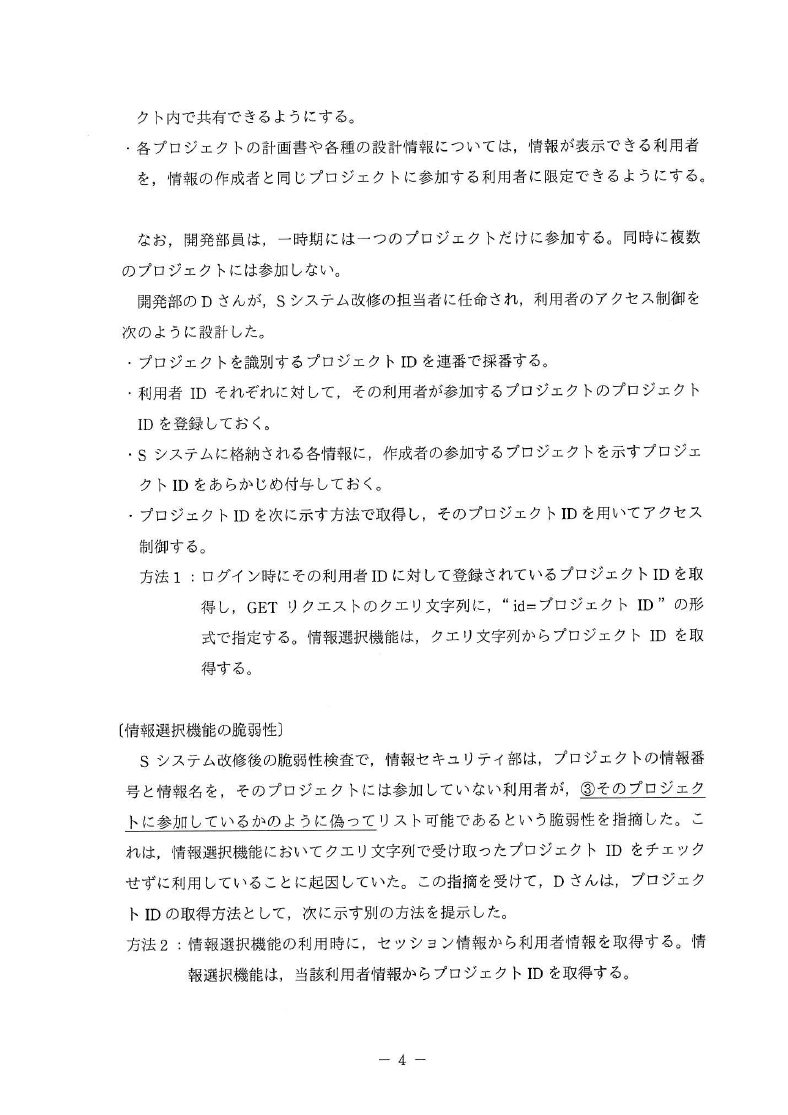 クト内で共有できるようにする。
・各プロジェクトの計画書や各種の設計情報については，情報が表示できる利用者
を，情報の作成者と同じプロジェクトに参加する利用者に限定できるようにする。
なお，開発部員は，一時期には一つのプロジェクトだけに参加する。同時に複数
のプロジェクトには参加しない。
開発部の D さんが，S システム改修の担当者に任命され，利用者のアクセス制御を
次のように設計した。
・プロジェクトを識別するプロジェクト ID を連番で採番する。
・利用者 ID それぞれに対して，その利用者が参加するプロジェクトのプロジェクト
ID を登録しておく。
・S システムに格納される各情報に，作成者の参加するプロジェクトを示すプロジェ
クト ID をあらかじめ付与しておく。
・プロジェクト ID を次に示す方法で取得し，そのプロジェクト ID を用いてアクセス
制御する。
方法 1：ログイン時にその利用者 ID に対して登録されているプロジェクト ID を取
得し，GET リクエストのクエリ文字列に，“id=プロジェクト ID”の形
式で指定する。情報選択機能は，クエリ文字列からプロジェクト ID を取
得する。
〔情報選択機能の脆弱性〕
S システム改修後の脆弱性検査で，情報セキュリティ部は，プロジェクトの情報番
号と情報名を，そのプロジェクトには参加していない利用者が，③そのプロジェク
トに参加しているかのように偽ってリスト可能であるという脆弱性を指摘した。こ
れは，情報選択機能においてクエリ文字列で受け取ったプロジェクト ID をチェック
せずに利用していることに起因していた。この指摘を受けて，D さんは，プロジェク
ト ID の取得方法として，次に示す別の方法を提示した。
方法 2：情報選択機能の利用時に，セッション情報から利用者情報を取得する。情
報選択機能は，当該利用者情報からプロジェクト ID を取得する。
－ 4 －